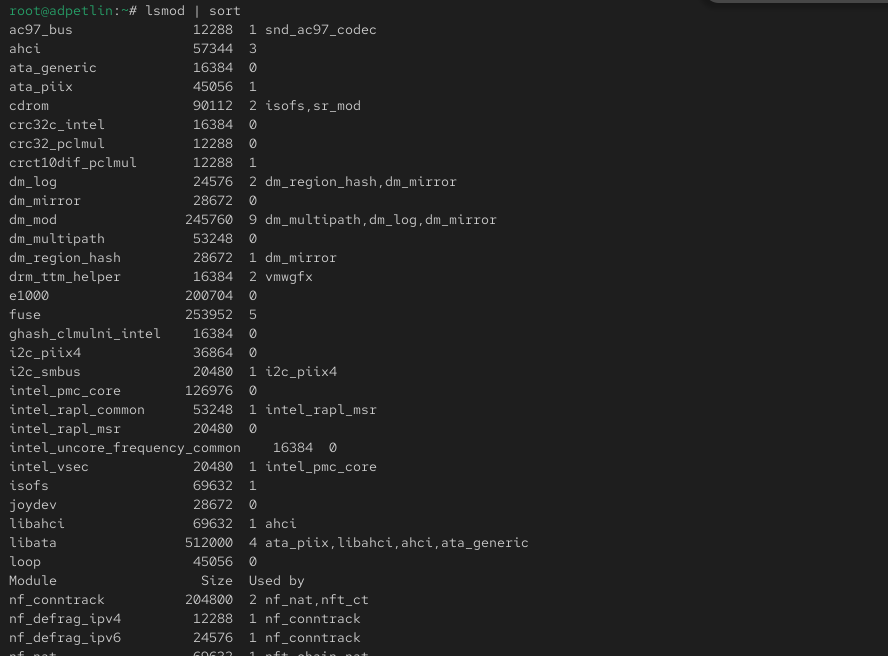 root@adpetlin:~# lsmod | sort
ac97_bus               12288  1 snd_ac97_codec
ahci                   57344  3
ata_generic            16384  0
ata_piix               45056  1
cdrom                  90112  2 isofs,sr_mod
crc32c_intel           16384  0
crc32_pclmul           12288  0
crct10dif_pclmul       12288  1
dm_log                 24576  2 dm_region_hash,dm_mirror
dm_mirror              28672  0
dm_mod                245760  9 dm_multipath,dm_log,dm_mirror
dm_multipath           53248  0
dm_region_hash         28672  1 dm_mirror
drm_ttm_helper         16384  2 vmwgfx
e1000                 200704  0
fuse                  253952  5
ghash_clmulni_intel    16384  0
i2c_piix4              36864  0
i2c_smbus              20480  1 i2c_piix4
intel_pmc_core        126976  0
intel_rapl_common      53248  1 intel_rapl_msr
intel_rapl_msr         20480  0
intel_uncore_frequency_common    16384  0
intel_vsec             20480  1 intel_pmc_core
isofs                  69632  1
joydev                 28672  0
libahci                69632  1 ahci
libata                512000  4 ata_piix,libahci,ahci,ata_generic
loop                   45056  0
Module                  Size  Used by
nf_conntrack          204800  2 nf_nat,nft_ct
nf_defrag_ipv4         12288  1 nf_conntrack
nf_defrag_ipv6         24576  1 nf_conntrack
nf_nat                 69632  1 nft_chain_nat